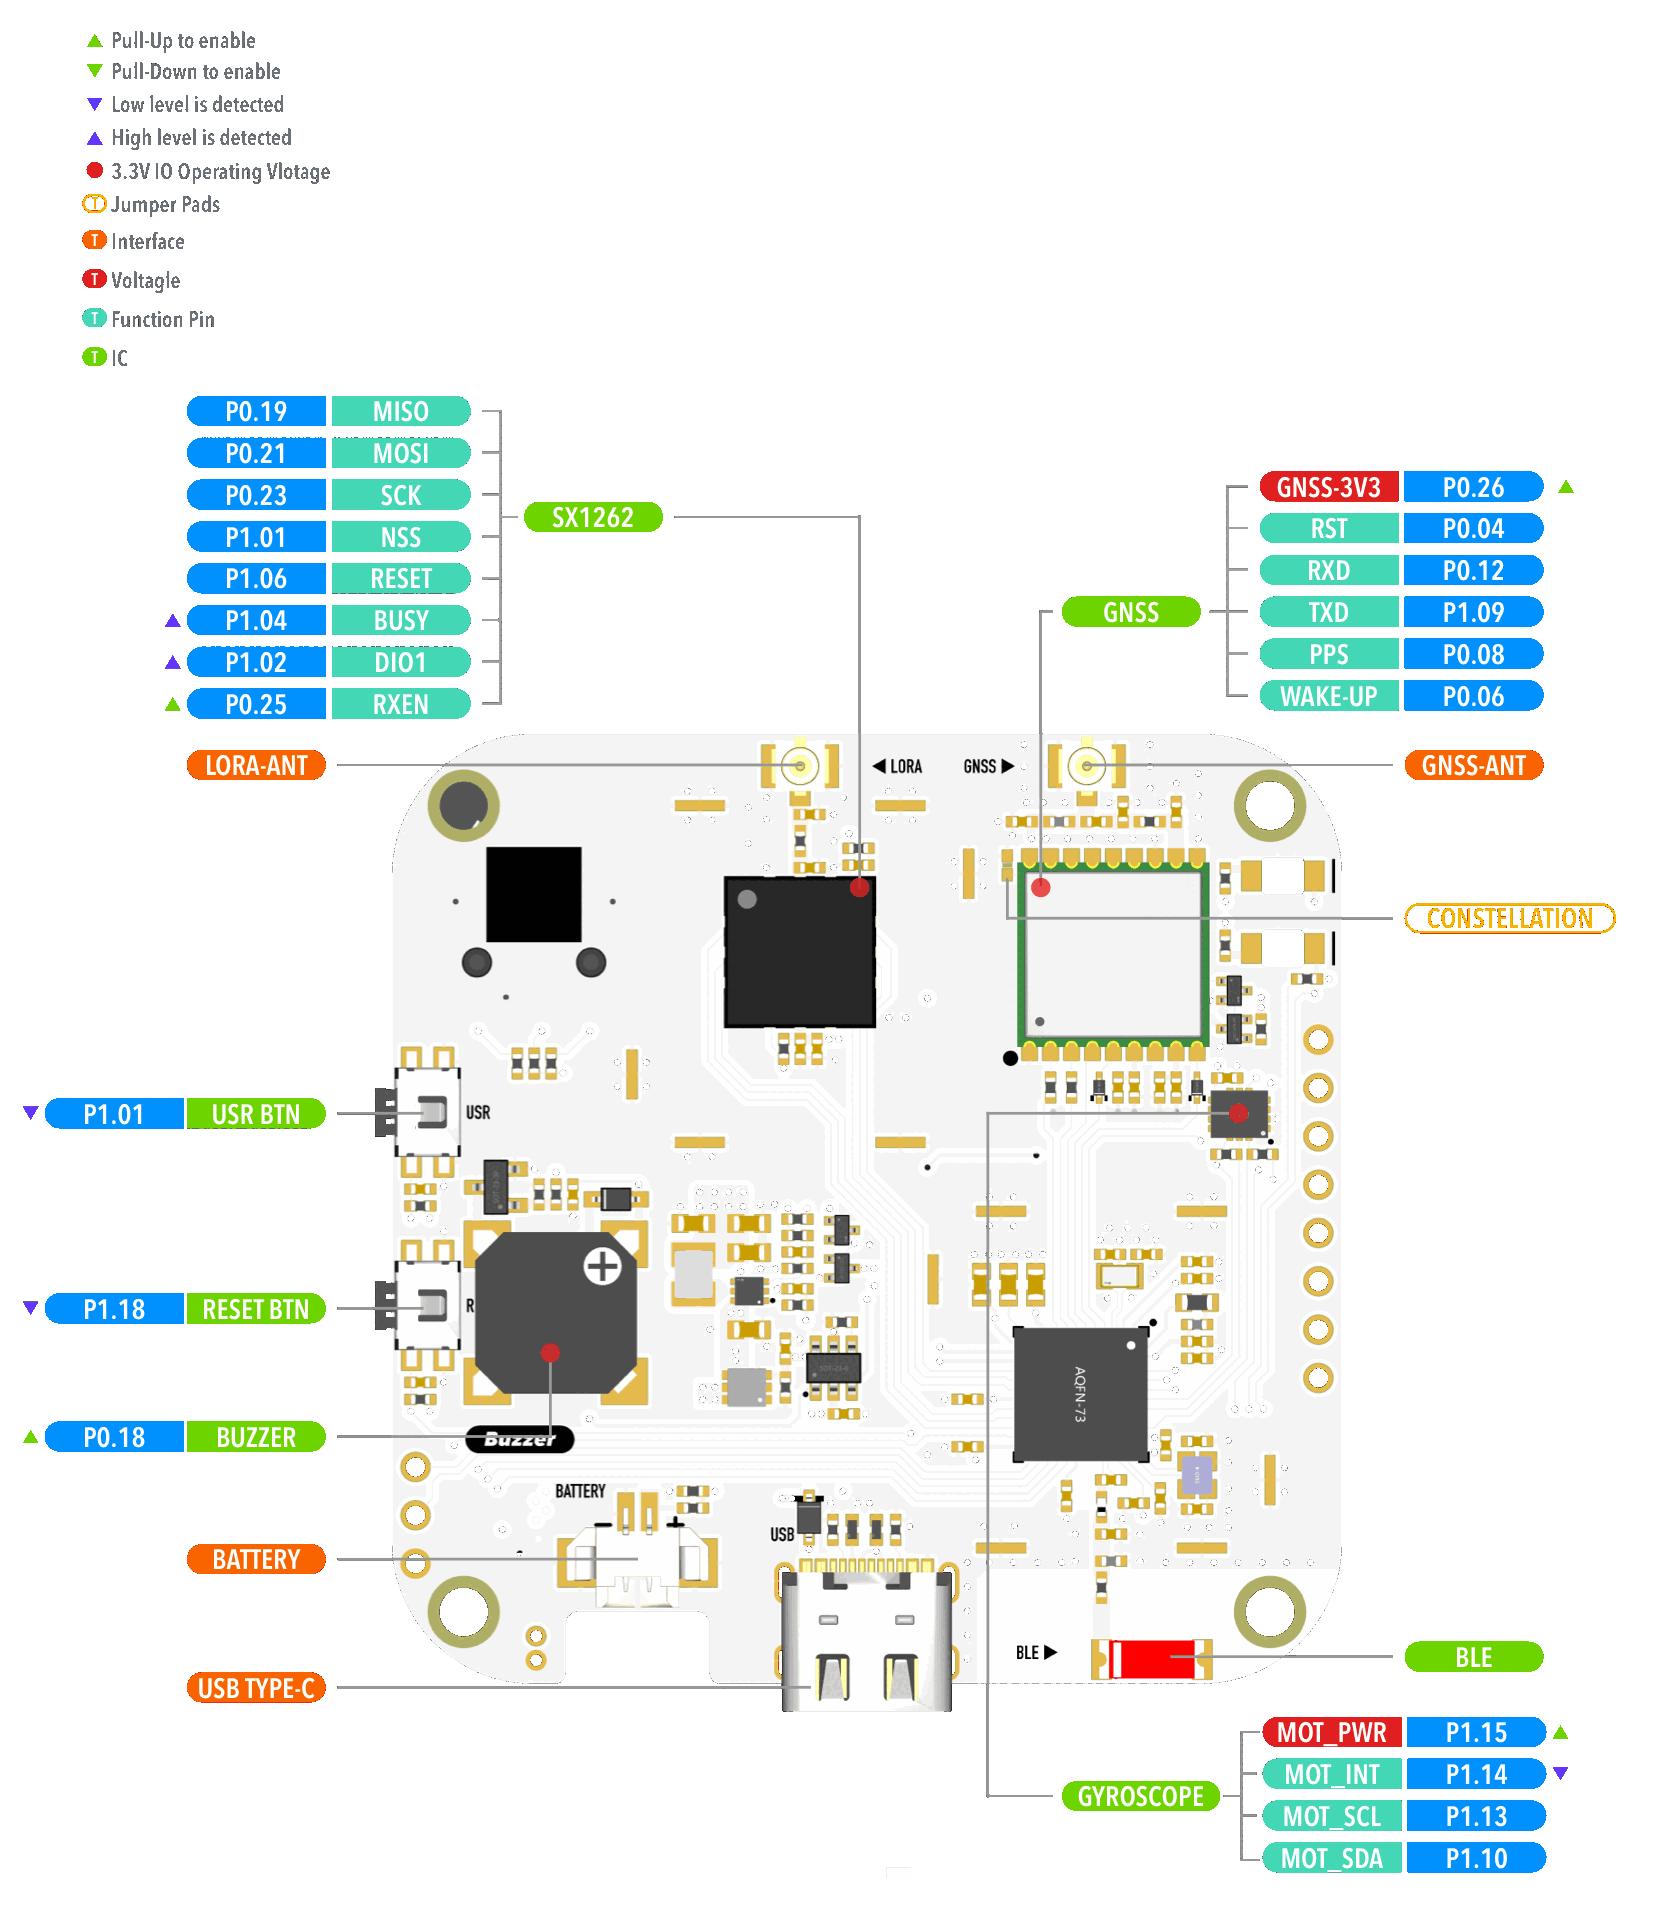 Pull-Up to enable
Pull-Down to enable
Low level is detected
High level is detected
3.3V IO Operating Vlotage
T Jumper Pads
T Interface
T Voltagle
T Function Pin
T IC
P0.19 MISO
P0.21 MOSI
P0.23 SCK
P1.01 NSS
P1.06 RESET
P1.04 BUSY
P1.02 DIO1
P0.25 RXEN
SX1262
GNSS-3V3 P0.26
RST P0.04
RXD P0.12
TXD P1.09
PPS P0.08
WAKE-UP P0.06
GNSS
LORA-ANT
LORA
GNSS
GNSS-ANT
CONSTELLATION
P1.01 USR BTN
USR
P1.18 RESET BTN
R
AQFN-73
P0.18 BUZZER
Buzzer
BATTERY
BATTERY
USB
USB TYPE-C
BLE
BLE
GYROSCOPE
MOT_PWR P1.15
MOT_INT P1.14
MOT_SCL P1.13
MOT_SDA P1.10